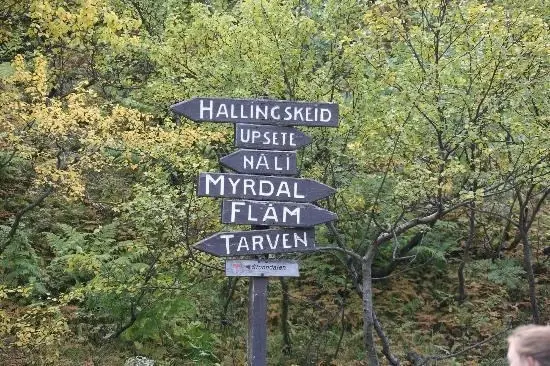 HALLINGSKEID
UPSETE
NÅLI
MYRDAL
FLÅM
TARVEN